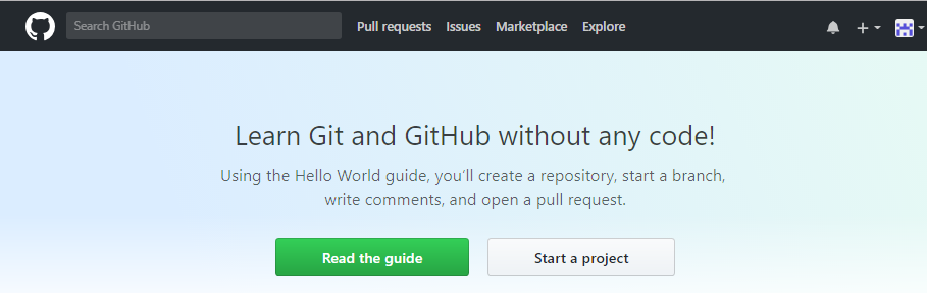 Search GitHub Pull requests Issues Marketplace Explore
Learn Git and GitHub without any code!
Using the Hello World guide, you’ll create a repository, start a branch,
write comments, and open a pull request.
Read the guide Start a project